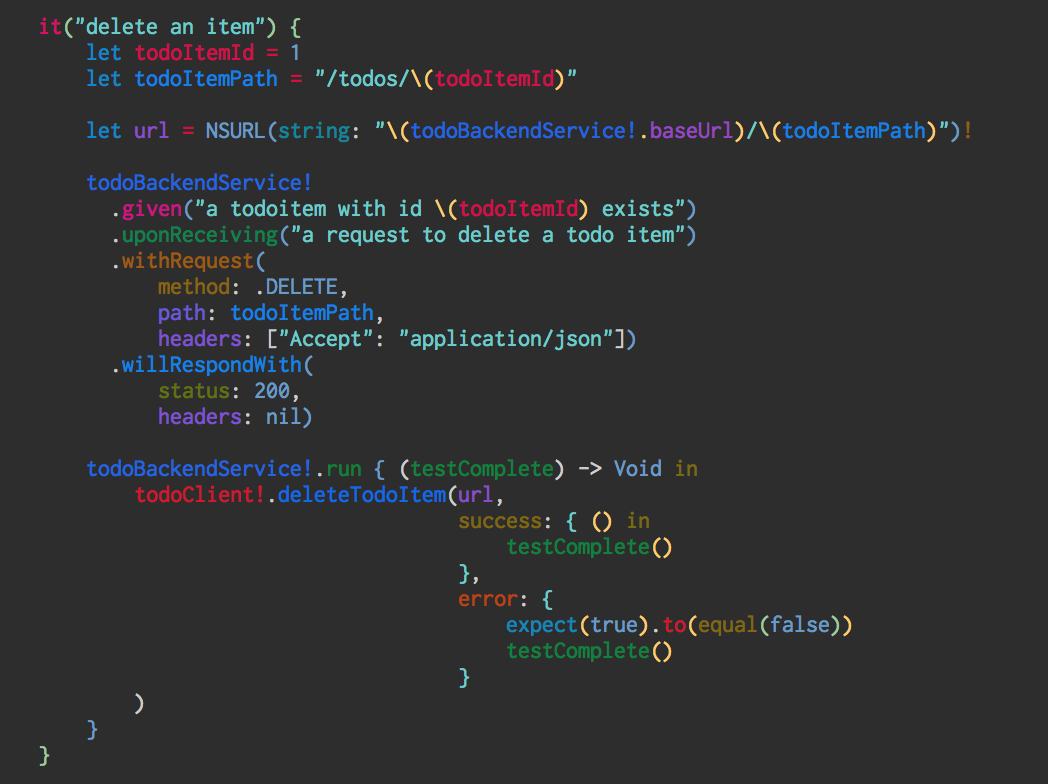 it("delete an item") {
    let todoItemId = 1
    let todoItemPath = "/todos/\(todoItemId)"

    let url = NSURL(string: "\(todoBackendService!.baseUrl)/\(todoItemPath)")!

    todoBackendService!
      .given("a todoitem with id \(todoItemId) exists")
      .uponReceiving("a request to delete a todo item")
      .withRequest(
          method: .DELETE,
          path: todoItemPath,
          headers: ["Accept": "application/json"])
      .willRespondWith(
          status: 200,
          headers: nil)

    todoBackendService!.run { (testComplete) -> Void in
        todoClient!.deleteTodoItem(url,
                                   success: { () in
                                       testComplete()
                                   },
                                   error: {
                                       expect(true).to(equal(false))
                                       testComplete()
                                   }
        )
    }
}